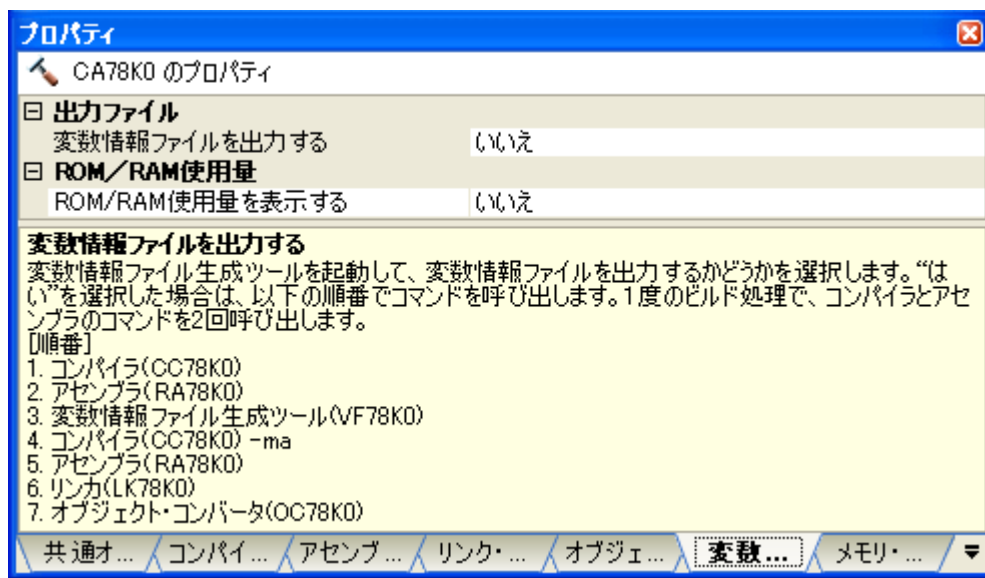 プロパティ
CA78K0 のプロパティ
出力ファイル
変数情報ファイルを出力する いいえ
ROM/RAM使用量
ROM/RAM使用量を表示する いいえ
変数情報ファイルを出力する
変数情報ファイル生成ツールを起動して、変数情報ファイルを出力するかどうかを選択します。“は
い”を選択した場合は、以下の順番でコマンドを呼び出します。1度のビルド処理で、コンパイラとアセ
ンブラのコマンドを2回呼び出します。
[順番]
1. コンパイラ(CC78K0)
2. アセンブラ(RA78K0)
3. 変数情報ファイル生成ツール(VF78K0)
4. コンパイラ(CC78K0) -ma
5. アセンブラ(RA78K0)
6. リンカ(LK78K0)
7. オブジェクト・コンバータ(OC78K0)
共通オ... コンパイ... アセンブ... リンク・... オブジェ... 変数... メモリ・...